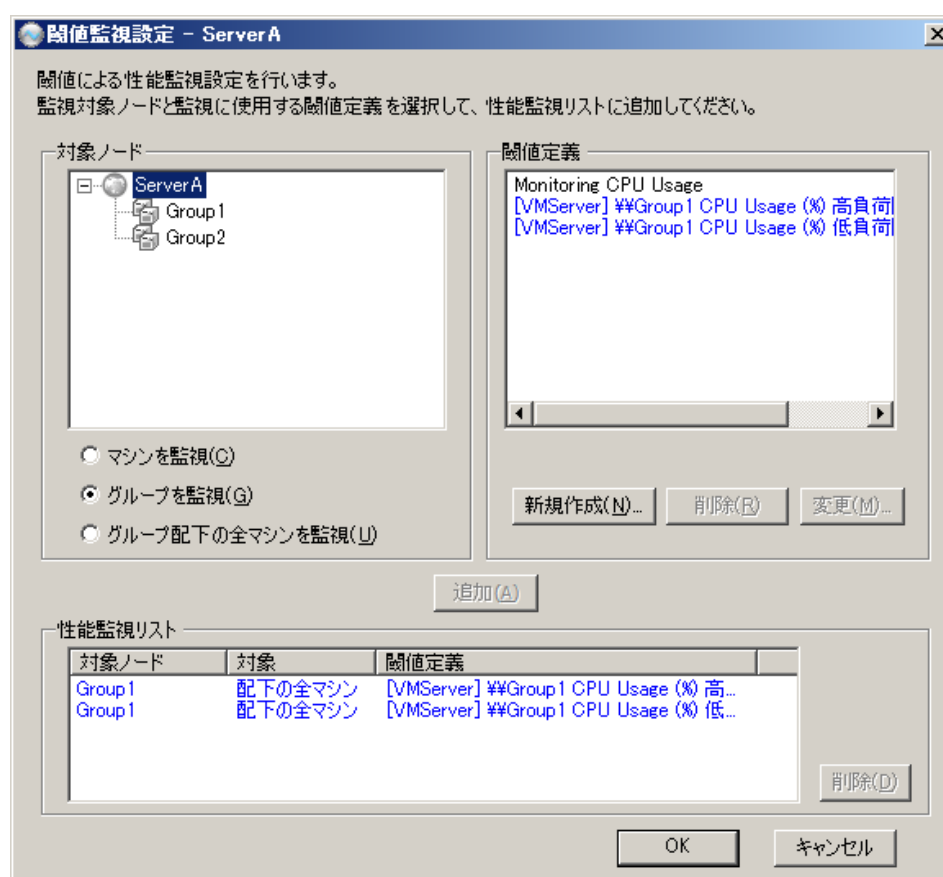 閾値監視設定 - ServerA
閾値による性能監視設定を行います。
監視対象ノードと監視に使用する閾値定義を選択して、性能監視リストに追加してください。
対象ノード
ServerA
Group1
Group2
マシンを監視(C)
グループを監視(G)
グループ配下の全マシンを監視(U)
閾値定義
Monitoring CPU Usage
[VMServer] ¥¥Group1 CPU Usage (%) 高負荷
[VMServer] ¥¥Group1 CPU Usage (%) 低負荷
新規作成(N)... 削除(R) 変更(M)...
追加(A)
性能監視リスト
対象ノード 対象 閾値定義
Group1 配下の全マシン [VMServer] ¥¥Group1 CPU Usage (%) 高...
Group1 配下の全マシン [VMServer] ¥¥Group1 CPU Usage (%) 低...
削除(D)
OK キャンセル